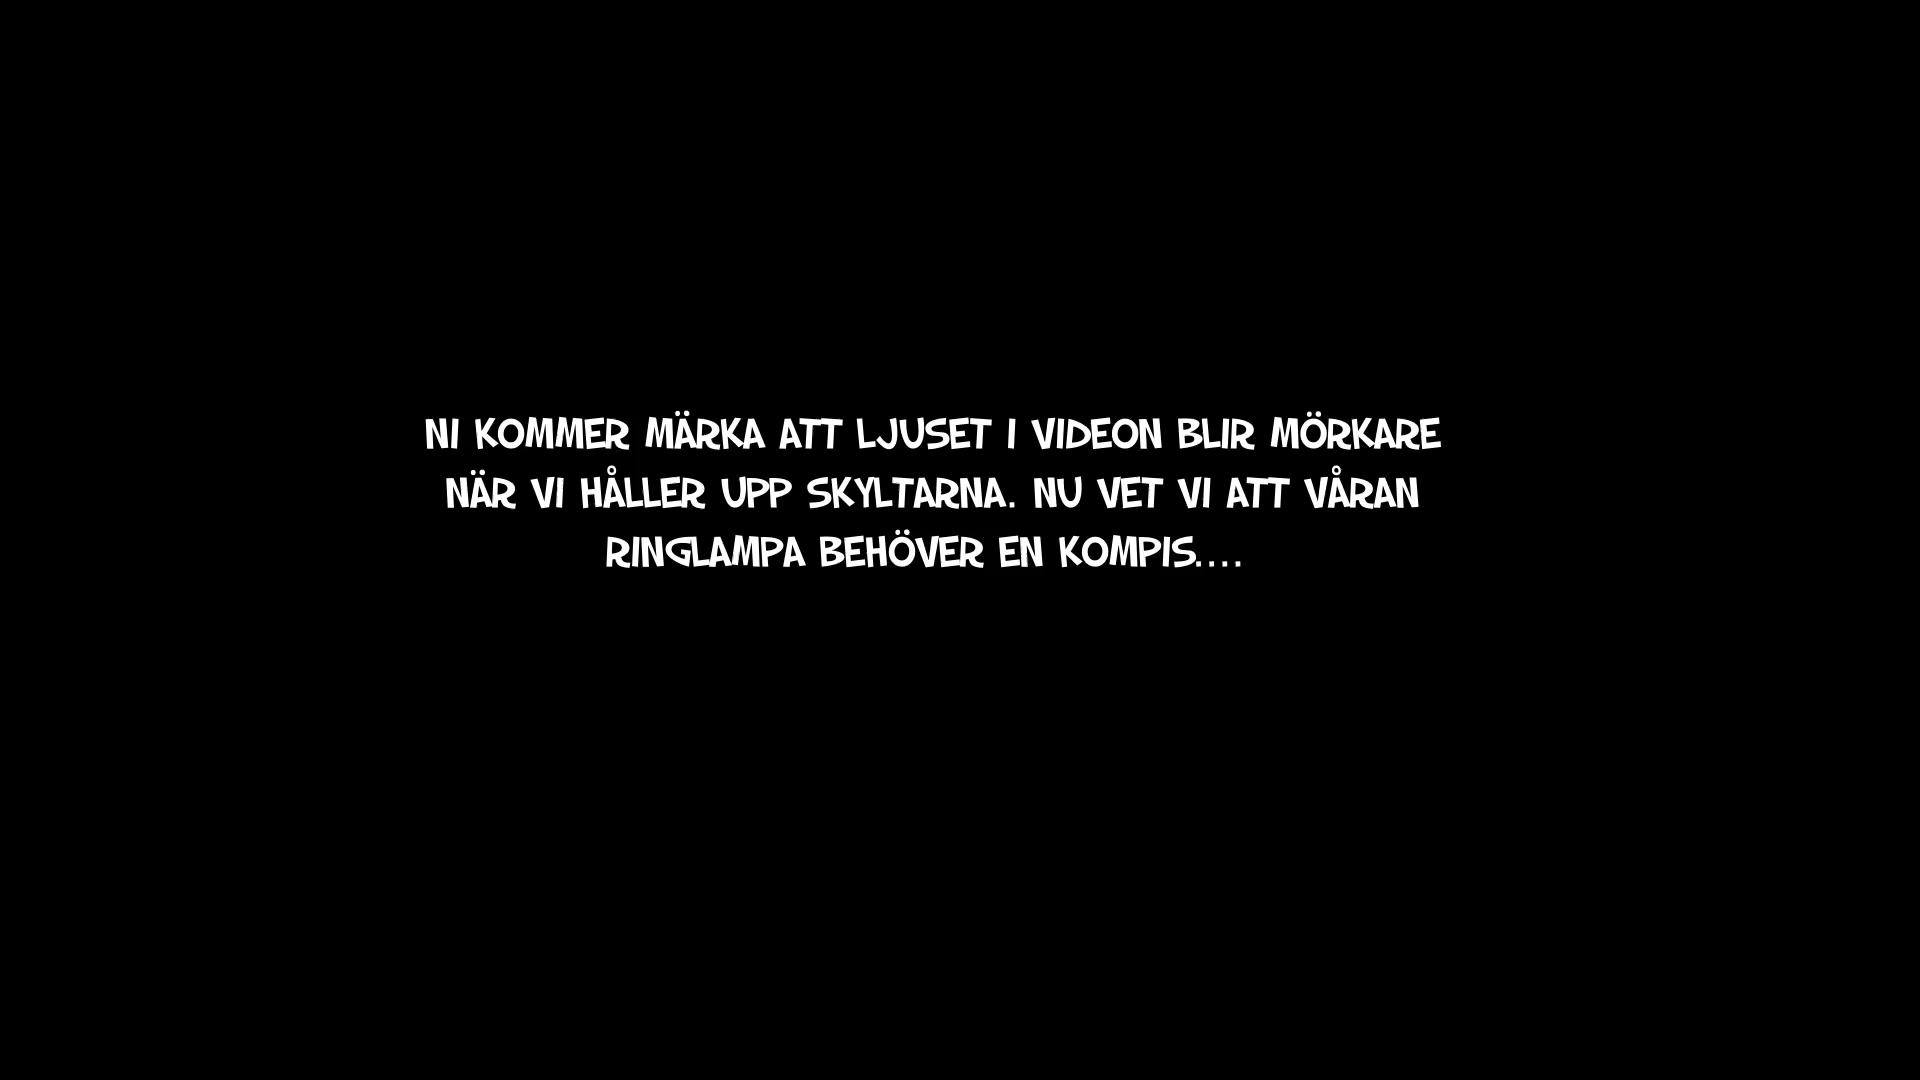 NI KOMMER MÄRKA ATT LJUSET I VIDEON BLIR MÖRKARE
NÄR VI HÅLLER UPP SKYLTARNA. NU VET VI ATT VÅRAN
RINGLAMPA BEHÖVER EN KOMPIS....